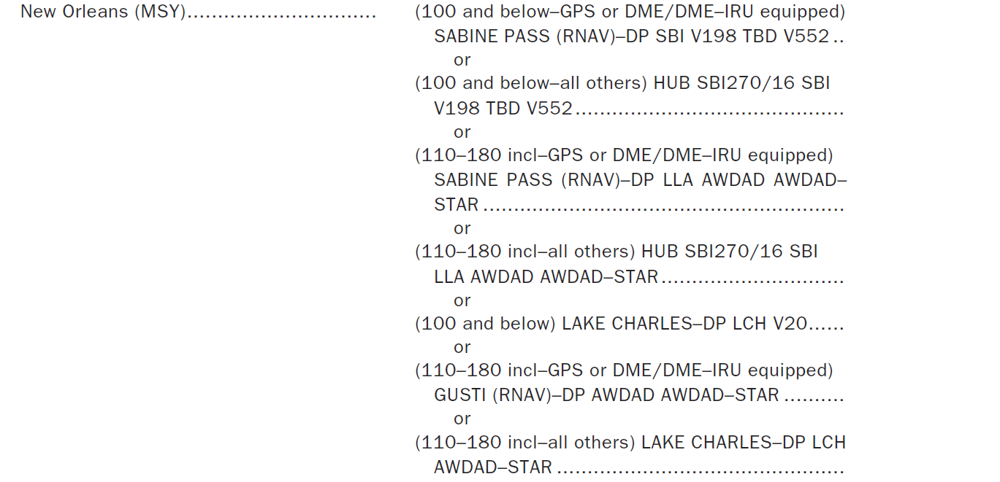 New Orleans (MSY)............................... (100 and below–GPS or DME/DME–IRU equipped)
SABINE PASS (RNAV)–DP SBI V198 TBD V552 ..
or
(100 and below–all others) HUB SBI270/16 SBI
V198 TBD V552............................................
or
(110–180 incl–GPS or DME/DME–IRU equipped)
SABINE PASS (RNAV)–DP LLA AWDAD AWDAD–
STAR ...........................................................
or
(110–180 incl–all others) HUB SBI270/16 SBI
LLA AWDAD AWDAD–STAR..............................
or
(100 and below) LAKE CHARLES–DP LCH V20......
or
(110–180 incl–GPS or DME/DME–IRU equipped)
GUSTI (RNAV)–DP AWDAD AWDAD–STAR ..........
or
(110–180 incl–all others) LAKE CHARLES–DP LCH
AWDAD–STAR ...............................................